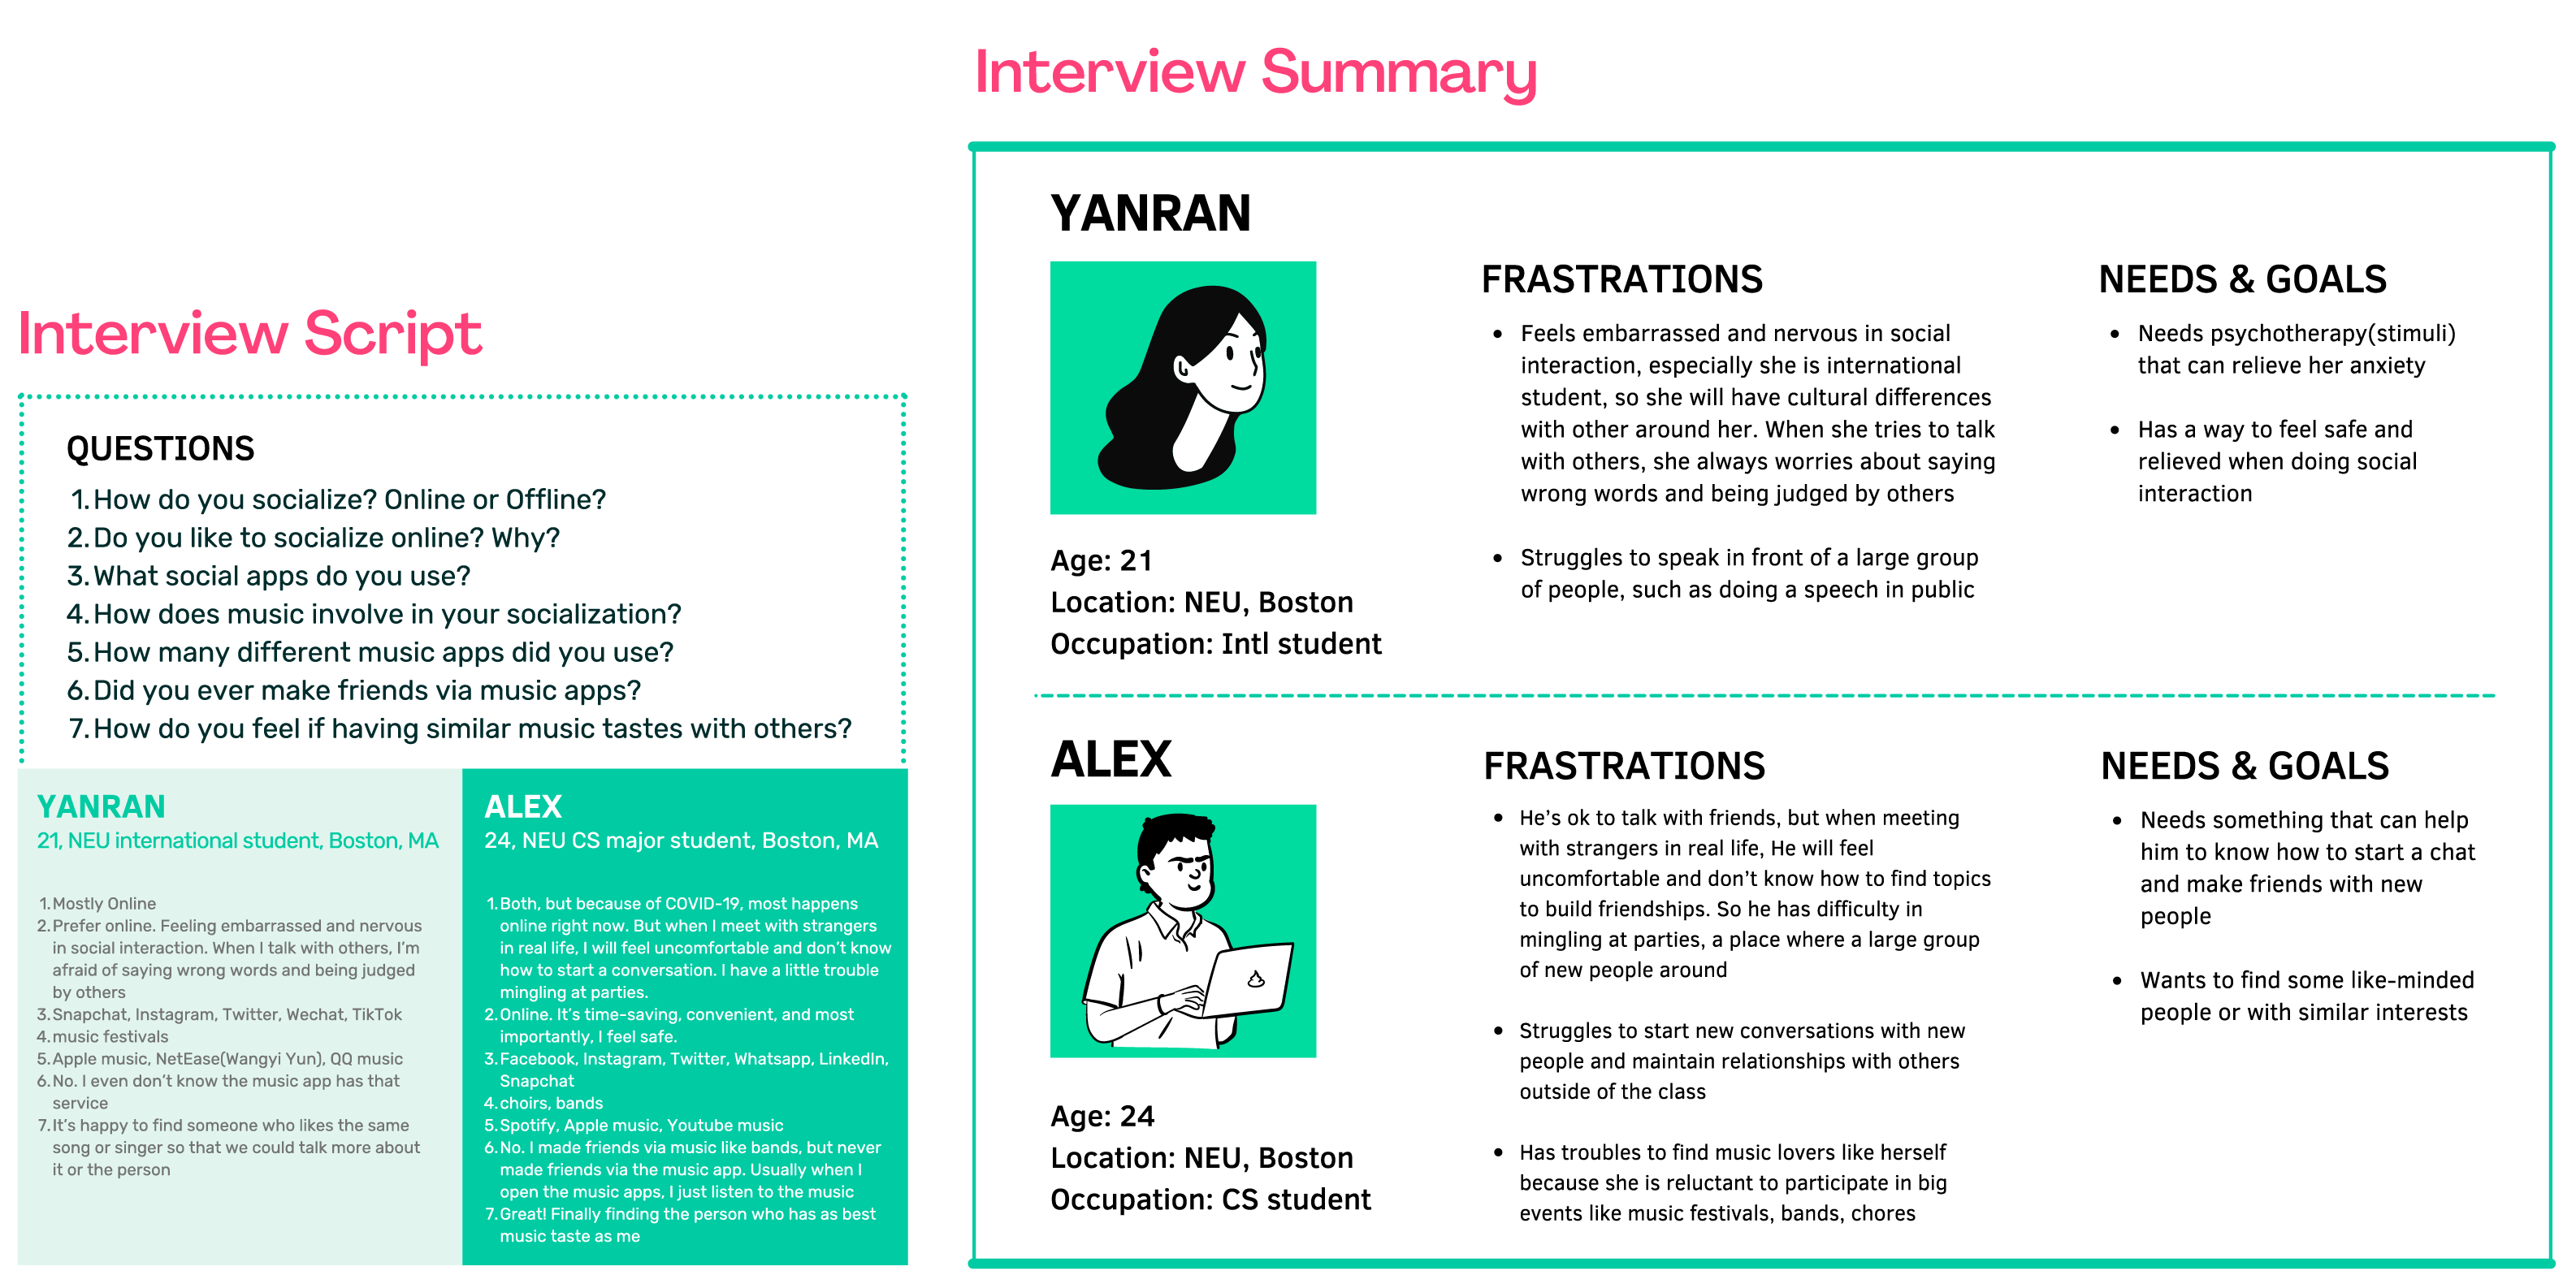 Interview Script
QUESTIONS
1. How do you socialize? Online or Offline?
2. Do you like to socialize online? Why?
3. What social apps do you use?
4. How does music involve in your socialization?
5. How many different music apps did you use?
6. Did you ever make friends via music apps?
7. How do you feel if having similar music tastes with others?
YANRAN
21, NEU international student, Boston, MA
1. Mostly Online
2. Prefer online. Feeling embarrassed and nervous
in social interaction. When I talk with others, I'm
afraid of saying wrong words and being judged
by others
3. Snapchat, Instagram, Twitter, Wechat, TikTok
4. music festivals
5. Apple music, NetEase(Wangyi Yun), QQ music
6. No. I even don't know the music app has that
service
7. It's happy to find someone who likes the same
song or singer so that we could talk more about
it or the person
ALEX
24, NEU CS major student, Boston, MA
1. Both, but because of COVID-19, most happens
online right now. But when I meet with strangers
in real life, I will feel uncomfortable and don't know
how to start a conversation. I have a little trouble
mingling at parties.
2. Online. It's time-saving, convenient, and most
importantly, I feel safe.
3. Facebook, Instagram, Twitter, Whatsapp, LinkedIn,
Snapchat
4. choirs, bands
5. Spotify, Apple music, Youtube music
6. No. I made friends via music like bands, but never
made friends via the music app. Usually when I
open the music apps, I just listen to the music
7. Great! Finally finding the person who has as best
music taste as me
Interview Summary
YANRAN
Age: 21
Location: NEU, Boston
Occupation: Intl student
FRASTRATIONS
• Feels embarrassed and nervous in social
interaction, especially she is international
student, so she will have cultural differences
with other around her. When she tries to talk
with others, she always worries about saying
wrong words and being judged by others
• Struggles to speak in front of a large group
of people, such as doing a speech in public
NEEDS & GOALS
• Needs psychotherapy(stimuli)
that can relieve her anxiety
• Has a way to feel safe and
relieved when doing social
interaction
ALEX
Age: 24
Location: NEU, Boston
Occupation: CS student
FRASTRATIONS
• He's ok to talk with friends, but when meeting
with strangers in real life, He will feel
uncomfortable and don't know how to find topics
to build friendships. So he has difficulty in
mingling at parties, a place where a large group
of new people around
• Struggles to start new conversations with new
people and maintain relationships with others
outside of the class
• Has troubles to find music lovers like herself
because she is reluctant to participate in big
events like music festivals, bands, chores
NEEDS & GOALS
• Needs something that can help
him to know how to start a chat
and make friends with new
people
• Wants to find some like-minded
people or with similar interests